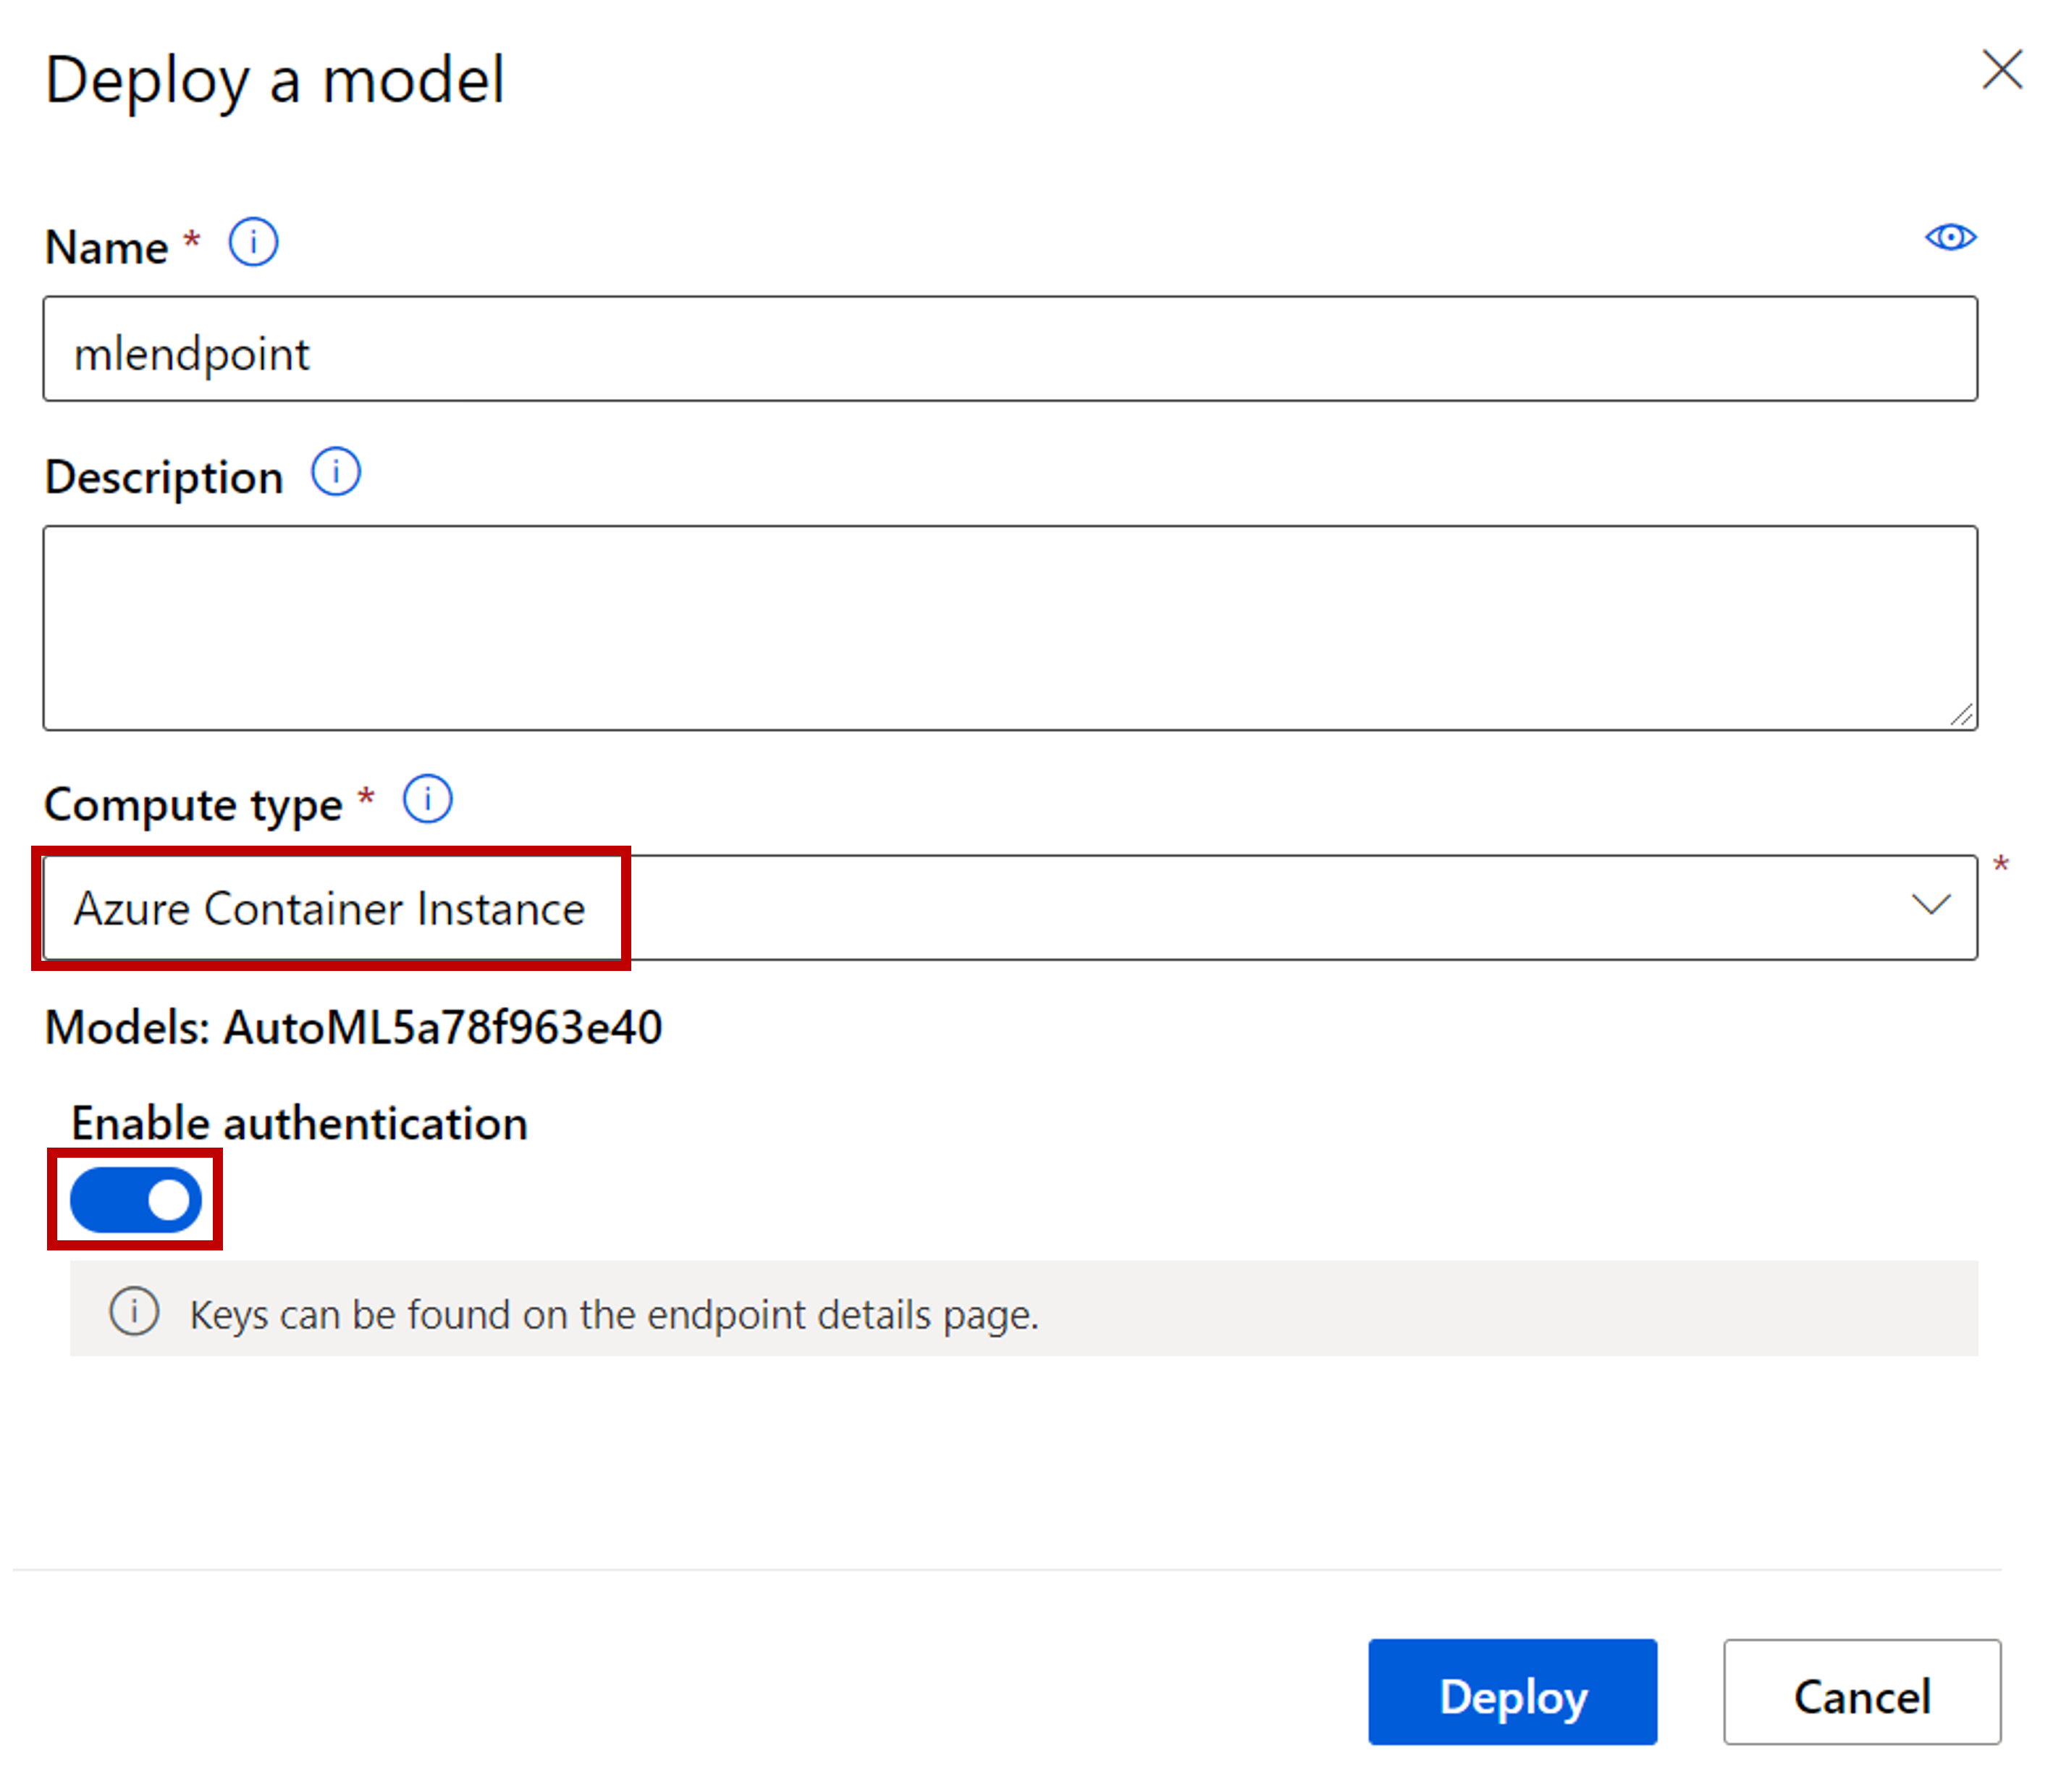 Deploy a model
Name *
mlendpoint
Description
Compute type *
Azure Container Instance
*
Models: AutoML5a78f963e40
Enable authentication
Keys can be found on the endpoint details page.
Deploy
Cancel